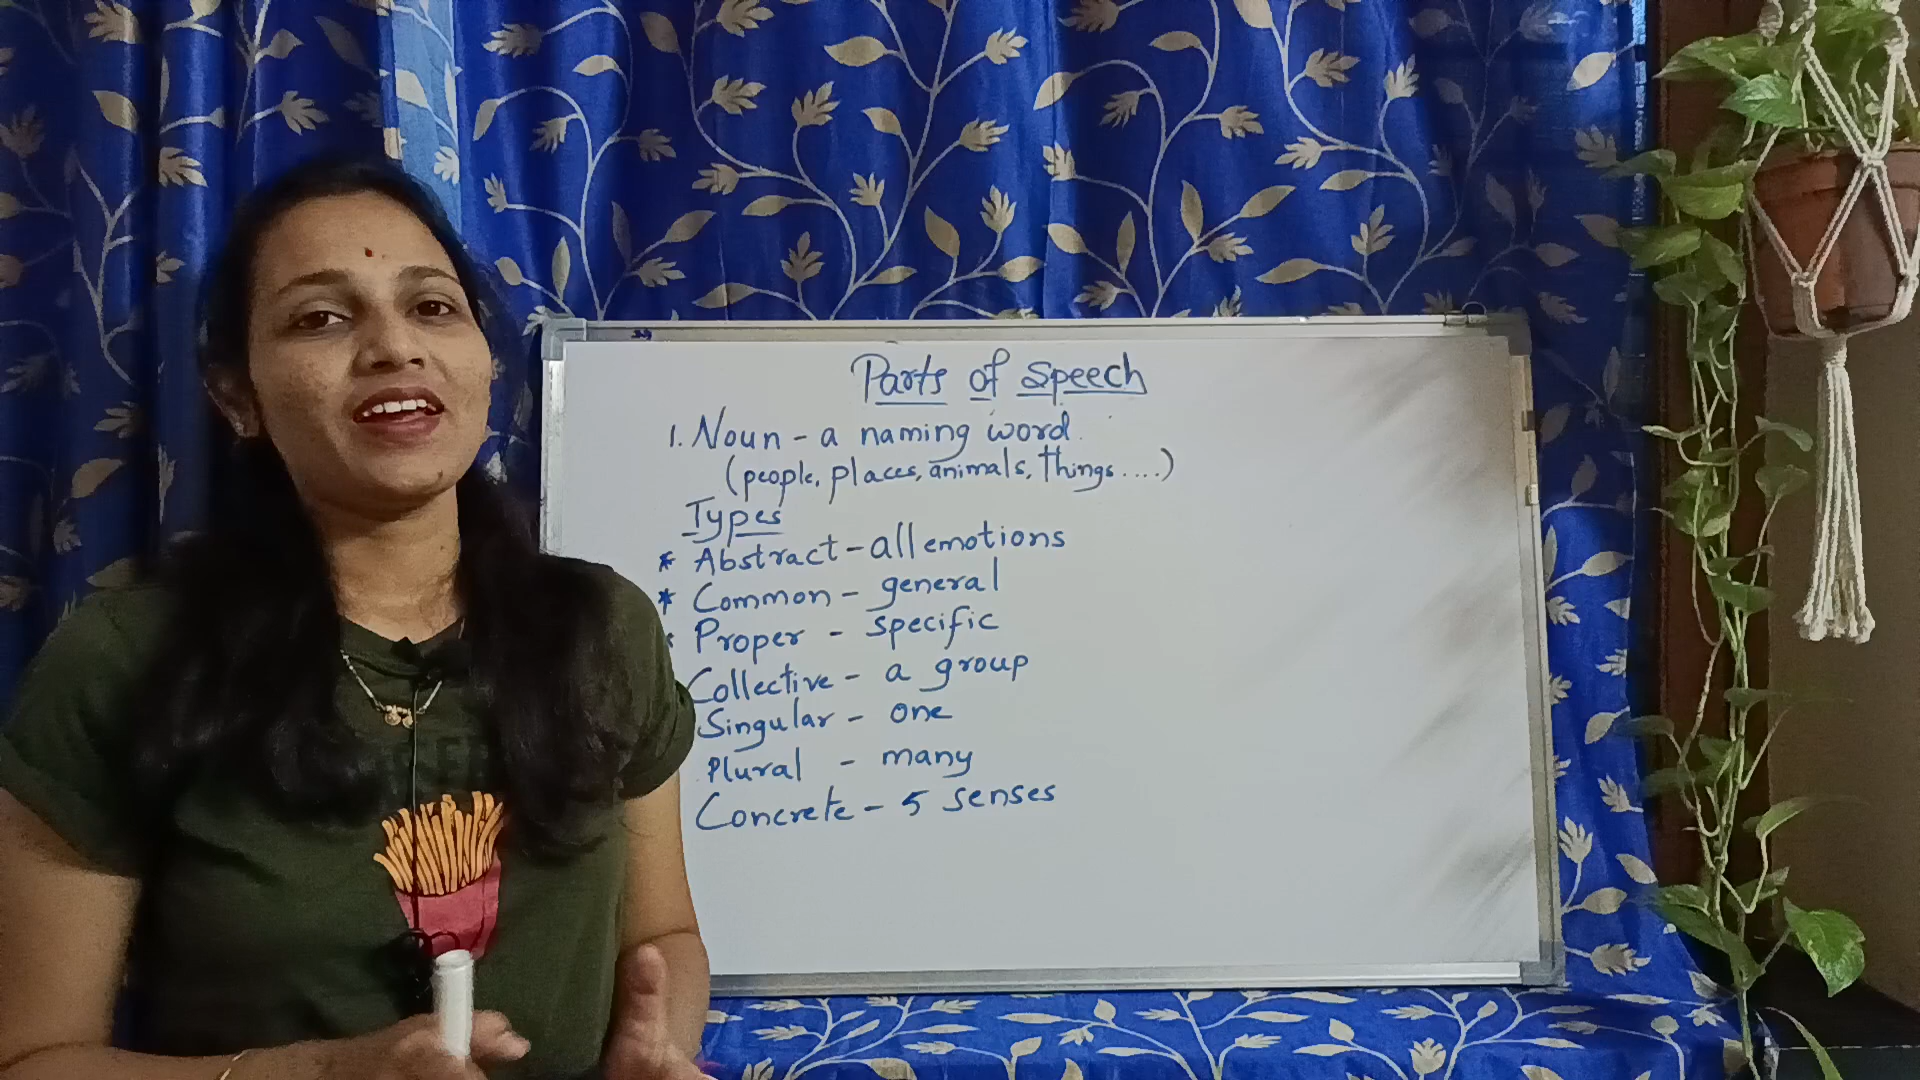 Parts of Speech
1. Noun - a naming word.
(people, places, animals, things....)
Types
* Abstract - all emotions
* Common - general
Proper - specific
Collective - a group
Singular - one
Plural - many
Concrete - 5 senses